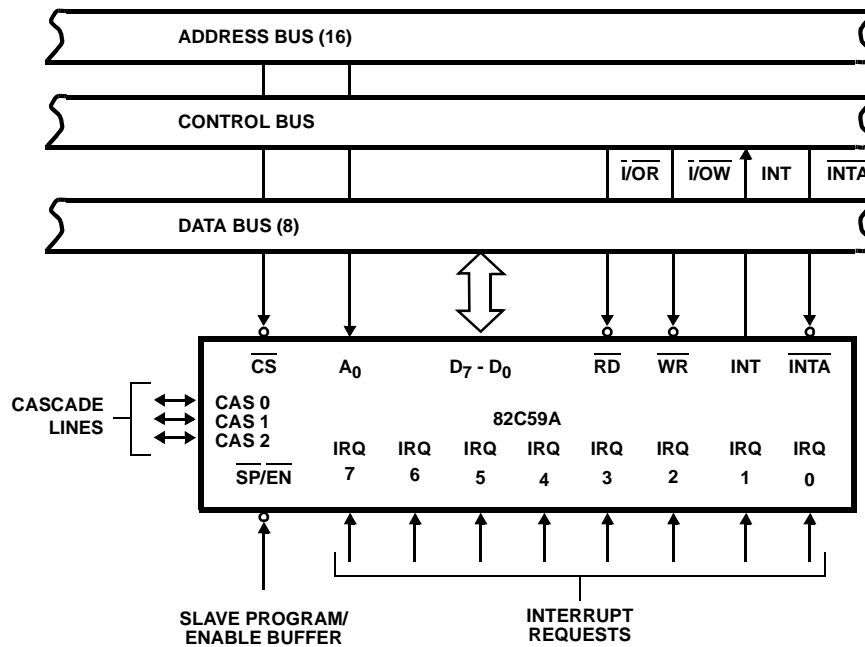 ADDRESS BUS (16)
CONTROL BUS
I/OR I/OW INT INTA
DATA BUS (8)
CS A0 D7 - D0 RD WR INT INTA
CASCADE
LINES
CAS 0
CAS 1
CAS 2
82C59A
IRQ IRQ IRQ IRQ IRQ IRQ IRQ IRQ
7 6 5 4 3 2 1 0
SP/EN
SLAVE PROGRAM/
ENABLE BUFFER
INTERRUPT
REQUESTS